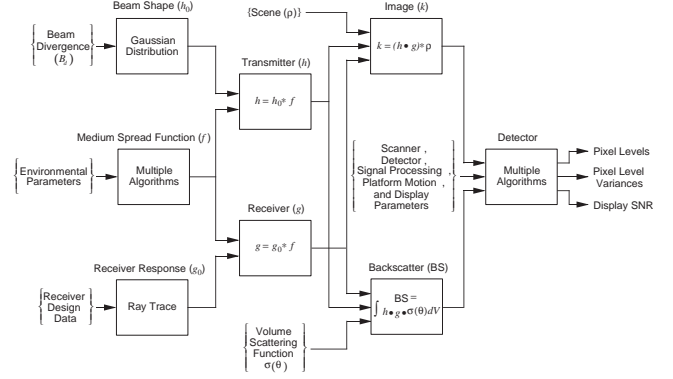 Beam Shape (h₀)
{Scene (ρ)}
Image (k)
Beam
Divergence
(B₂)
Gaussian
Distribution
k = (h • g)* ρ
Transmitter (h)
h = h₀* f
Medium Spread Function (f)
Detector
Environmental
Parameters
Multiple
Algorithms
Scanner ,
Detector ,
Signal Processing ,
Platform Motion ,
and Display
Parameters
Multiple
Algorithms
Pixel Levels
Pixel Level
Variances
Display SNR
Receiver (g)
g = g₀* f
Receiver Response (g₀)
Backscatter (BS)
Receiver
Design
Data
Ray Trace
BS =
∫ h• g •σ(θ)dV
Volume
Scattering
Function
σ(θ)